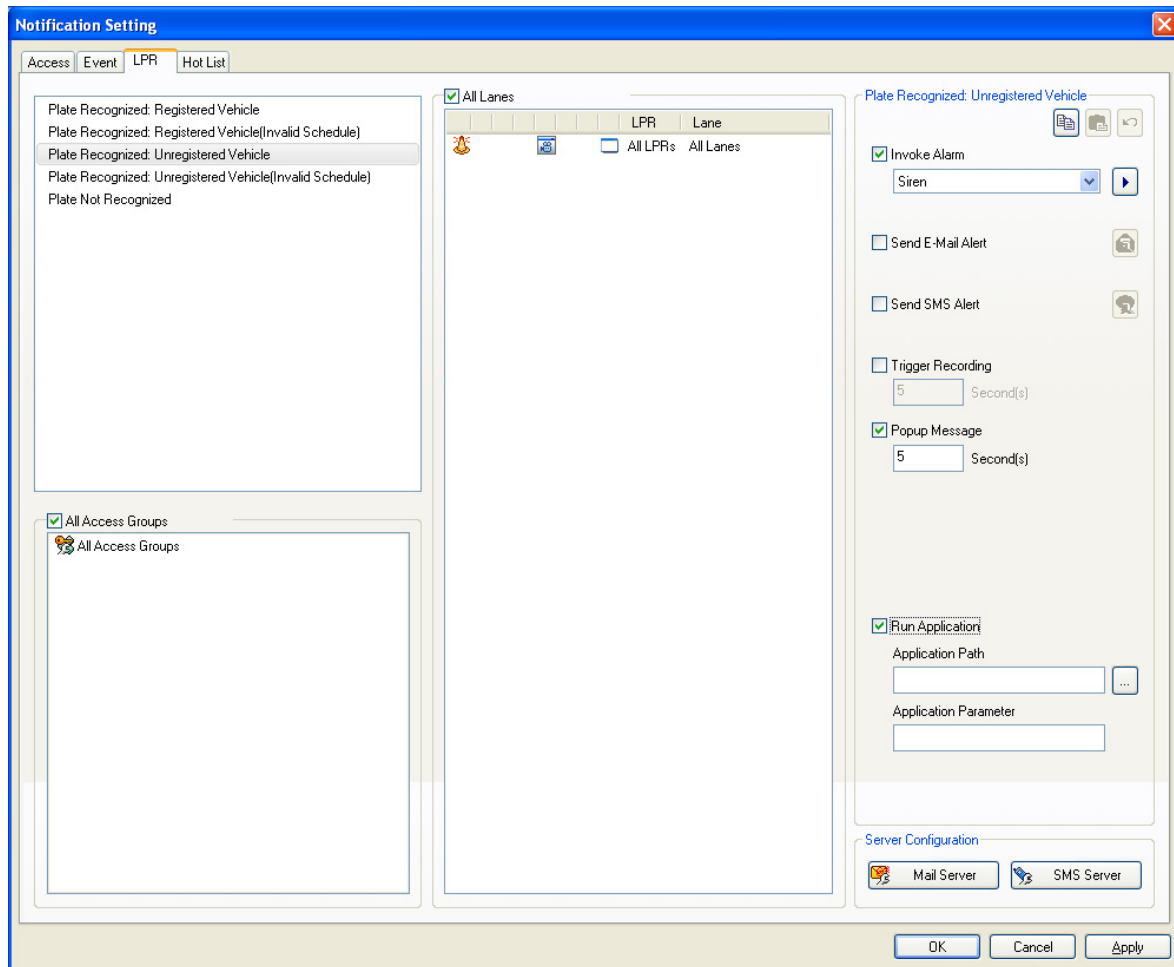 Notification Setting
Access Event LPR Hot List
Plate Recognized: Registered Vehicle
Plate Recognized: Registered Vehicle(Invalid Schedule)
Plate Recognized: Unregistered Vehicle
Plate Recognized: Unregistered Vehicle(Invalid Schedule)
Plate Not Recognized
All Access Groups
All Access Groups
All Lanes
LPR Lane
All LPRs All Lanes
Plate Recognized: Unregistered Vehicle
Invoke Alarm
Siren
Send E-Mail Alert
Send SMS Alert
Trigger Recording
5 Second(s)
Popup Message
5 Second(s)
Run Application
Application Path
...
Application Parameter
Server Configuration
Mail Server SMS Server
OK Cancel Apply